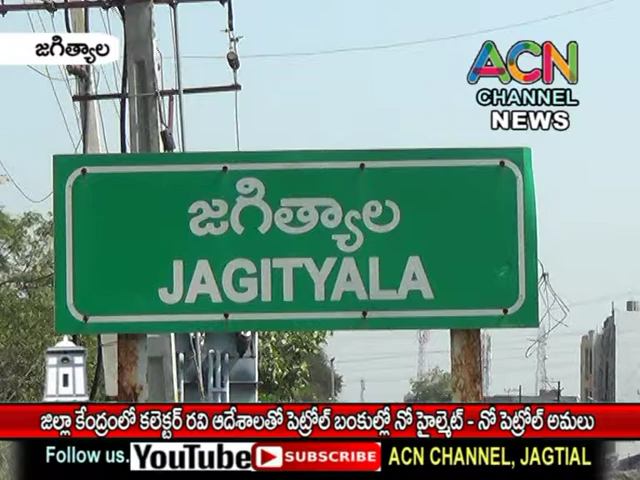 జగిత్యాల
ACN
CHANNEL
NEWS
జగిత్యాల
JAGITYALA
జిల్లా కేంద్రంలో కలెక్టర్ రవి ఆదేశాలతో పెట్రోల్ బంకుల్లో నో హైల్మెట్ - నో పెట్రోల్ అమలు
Follow us. YouTube SUBSCRIBE ACN CHANNEL, JAGTIAL